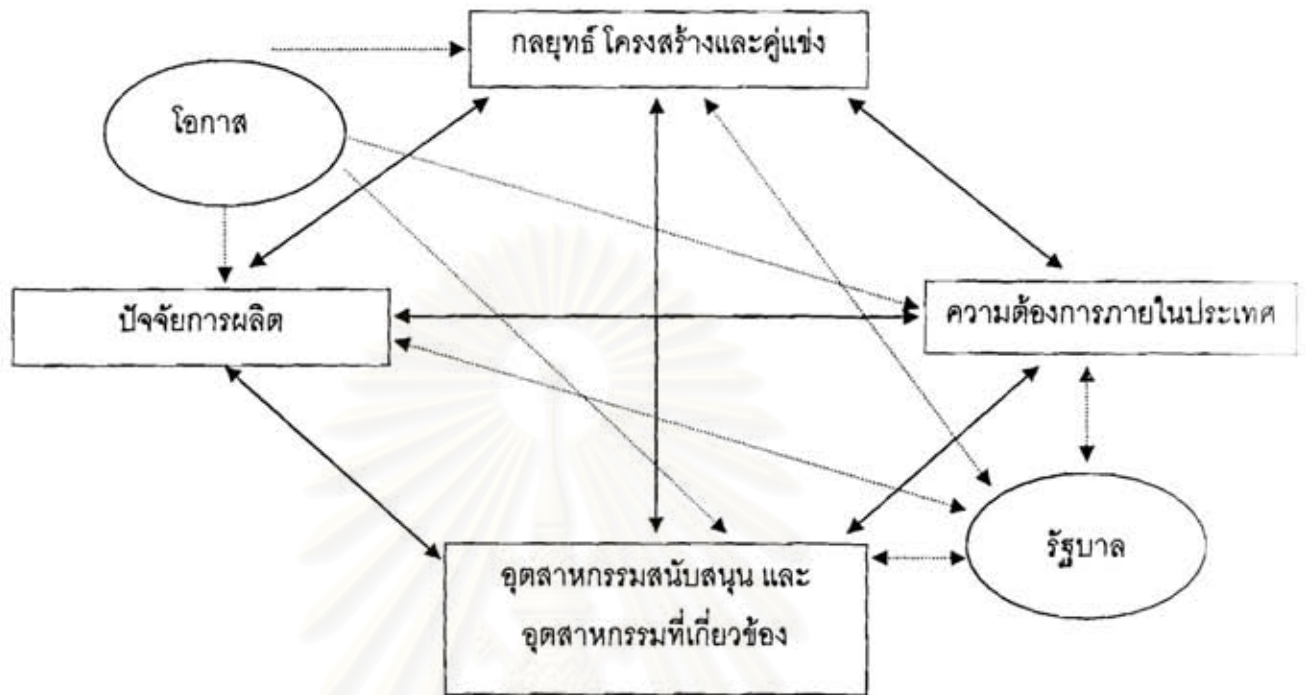 กลยุทธ์ โครงสร้างและคู่แข่ง
โอกาส
ปัจจัยการผลิต
ความต้องการภายในประเทศ
รัฐบาล
อุตสาหกรรมสนับสนุน และ
อุตสาหกรรมที่เกี่ยวข้อง